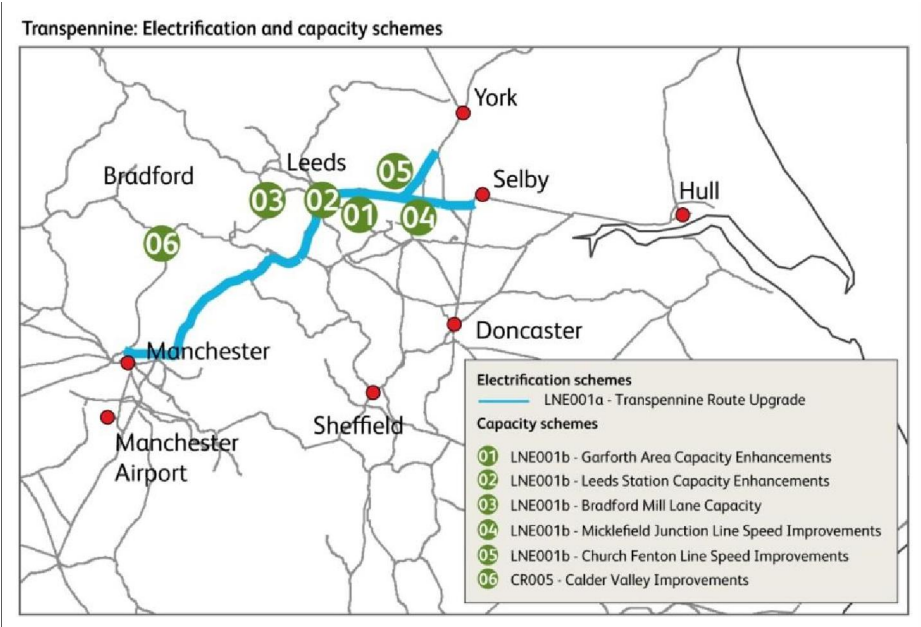 Transpennine: Electrification and capacity schemes
York
Leeds
Bradford
05
Selby
03
02
01
04
Hull
06
Doncaster
Manchester
Sheffield
Manchester
Airport
Electrification schemes
LNE001a - Transpennine Route Upgrade
Capacity schemes
01 LNE001b - Garforth Area Capacity Enhancements
02 LNE001b - Leeds Station Capacity Enhancements
03 LNE001b - Bradford Mill Lane Capacity
04 LNE001b - Micklefield Junction Line Speed Improvements
05 LNE001b - Church Fenton Line Speed Improvements
06 CR005 - Calder Valley Improvements